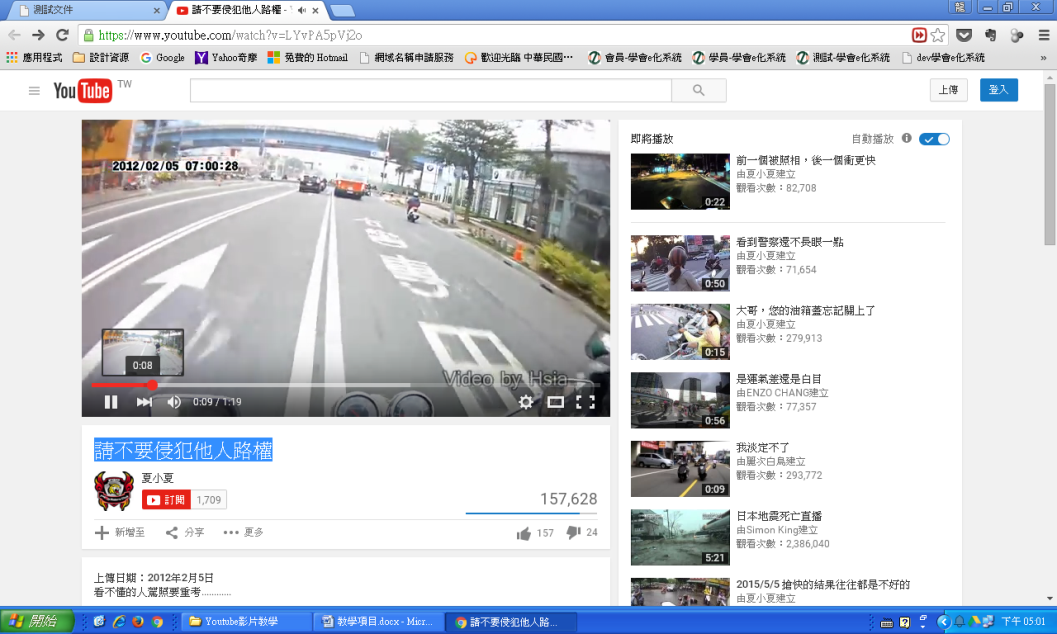 測試文件
請不要侵犯他人路權 - Y
龍
https://www.youtube.com/watch?v=LYvPA5pVj2o
應用程式
設計資源
Google
Yahoo奇摩
免費的 Hotmail
網域名稱申請服務
歡迎光臨 中華民國…
會員-學會e化系統
學員-學會e化系統
測試-學會e化系統
dev學會e化系統
»
YouTube TW
上傳
登入
2012/02/05 07:00:28
Video by Hsia
0:08
0:09 / 1:19
請不要侵犯他人路權
夏小夏
訂閱 1,709
157,628
新增至
分享
更多
157
24
上傳日期：2012年2月5日
看不懂的人駕照要重考............
即將播放
自動播放
前一個被照相，後一個衝更快
由夏小夏建立
觀看次數：82,708
0:22
看到警察還不長眼一點
由夏小夏建立
觀看次數：71,654
0:50
大哥，您的油箱蓋忘記關上了
由夏小夏建立
觀看次數：279,913
0:15
是運氣差還是白目
由ENZO CHANG建立
觀看次數：77,357
0:56
我淡定不了
由麗次白鳥建立
觀看次數：293,772
0:09
日本地震死亡直播
由Simon King建立
觀看次數：2,386,040
5:21
2015/5/5 搶快的結果往往都是不好的
由夏小夏建立
開始
Youtube影片教學
教學項目.docx - Micr...
請不要侵犯他人路...
下午 05:01